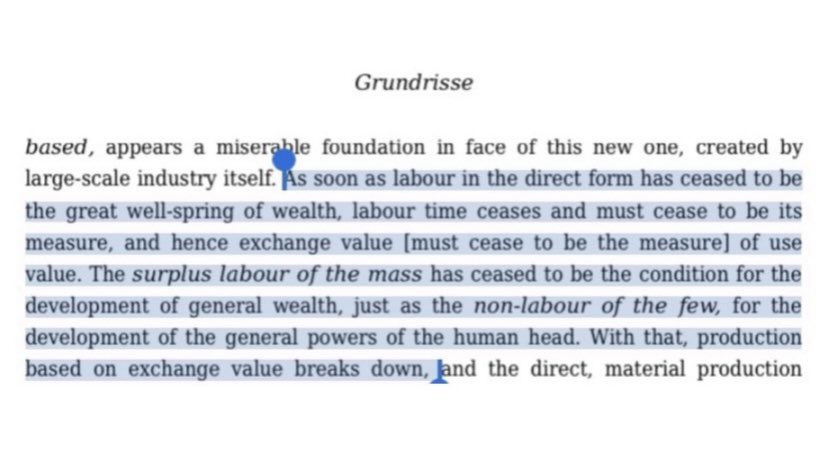 Grundrisse
based, appears a miserable foundation in face of this new one, created by
large-scale industry itself. As soon as labour in the direct form has ceased to be
the great well-spring of wealth, labour time ceases and must cease to be its
measure, and hence exchange value [must cease to be the measure] of use
value. The surplus labour of the mass has ceased to be the condition for the
development of general wealth, just as the non-labour of the few, for the
development of the general powers of the human head. With that, production
based on exchange value breaks down, and the direct, material production